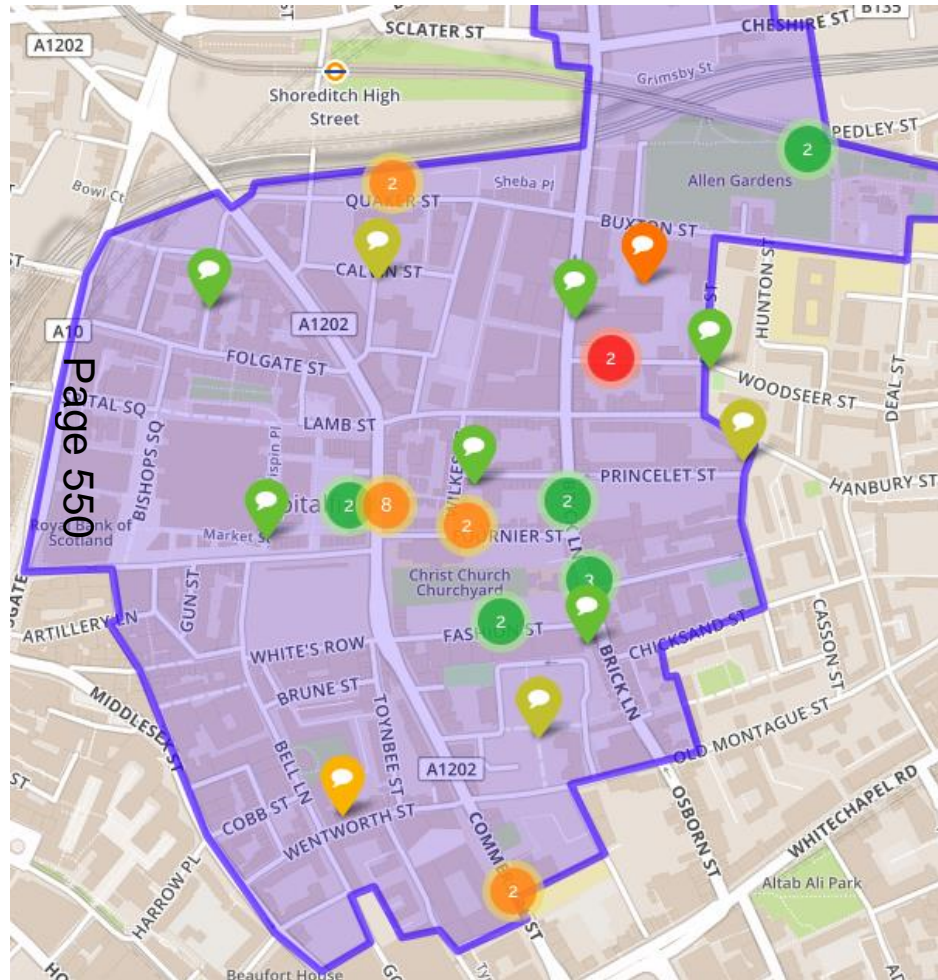 SCLATER ST
CHESHIRE ST
B135
A1202
Grimsby St
Shoreditch High
Street
2
PEDLEY ST
Bowl Ct
2
Sheba Pl
Allen Gardens
QUAKER ST
BUXTON ST
CALVIN ST
HUNTON ST
ST
A10
A1202
Page 550
FOLGATE ST
2
WOODSEER ST
DEAL ST
BISHOPS SQ
LAMB ST
PRINCELET ST
HANBURY ST
2
8
2
2
Royal Bank of
Scotland
Market St
FOURNIER ST
Christ Church
Churchyard
3
GUN ST
ARTILLERY LN
2
FASHION ST
CHICKSAND ST
CASSON ST
WHITE'S ROW
BRUNE ST
BRICK LN
MIDDLESEX ST
TOYNBEE ST
BELL LN
A1202
OLD MONTAGUE ST
COBB ST
WENTWORTH ST
OSBORN ST
WHITECHAPEL RD
HARROW PL
2
ST
Altab Ali Park
Beaufort House